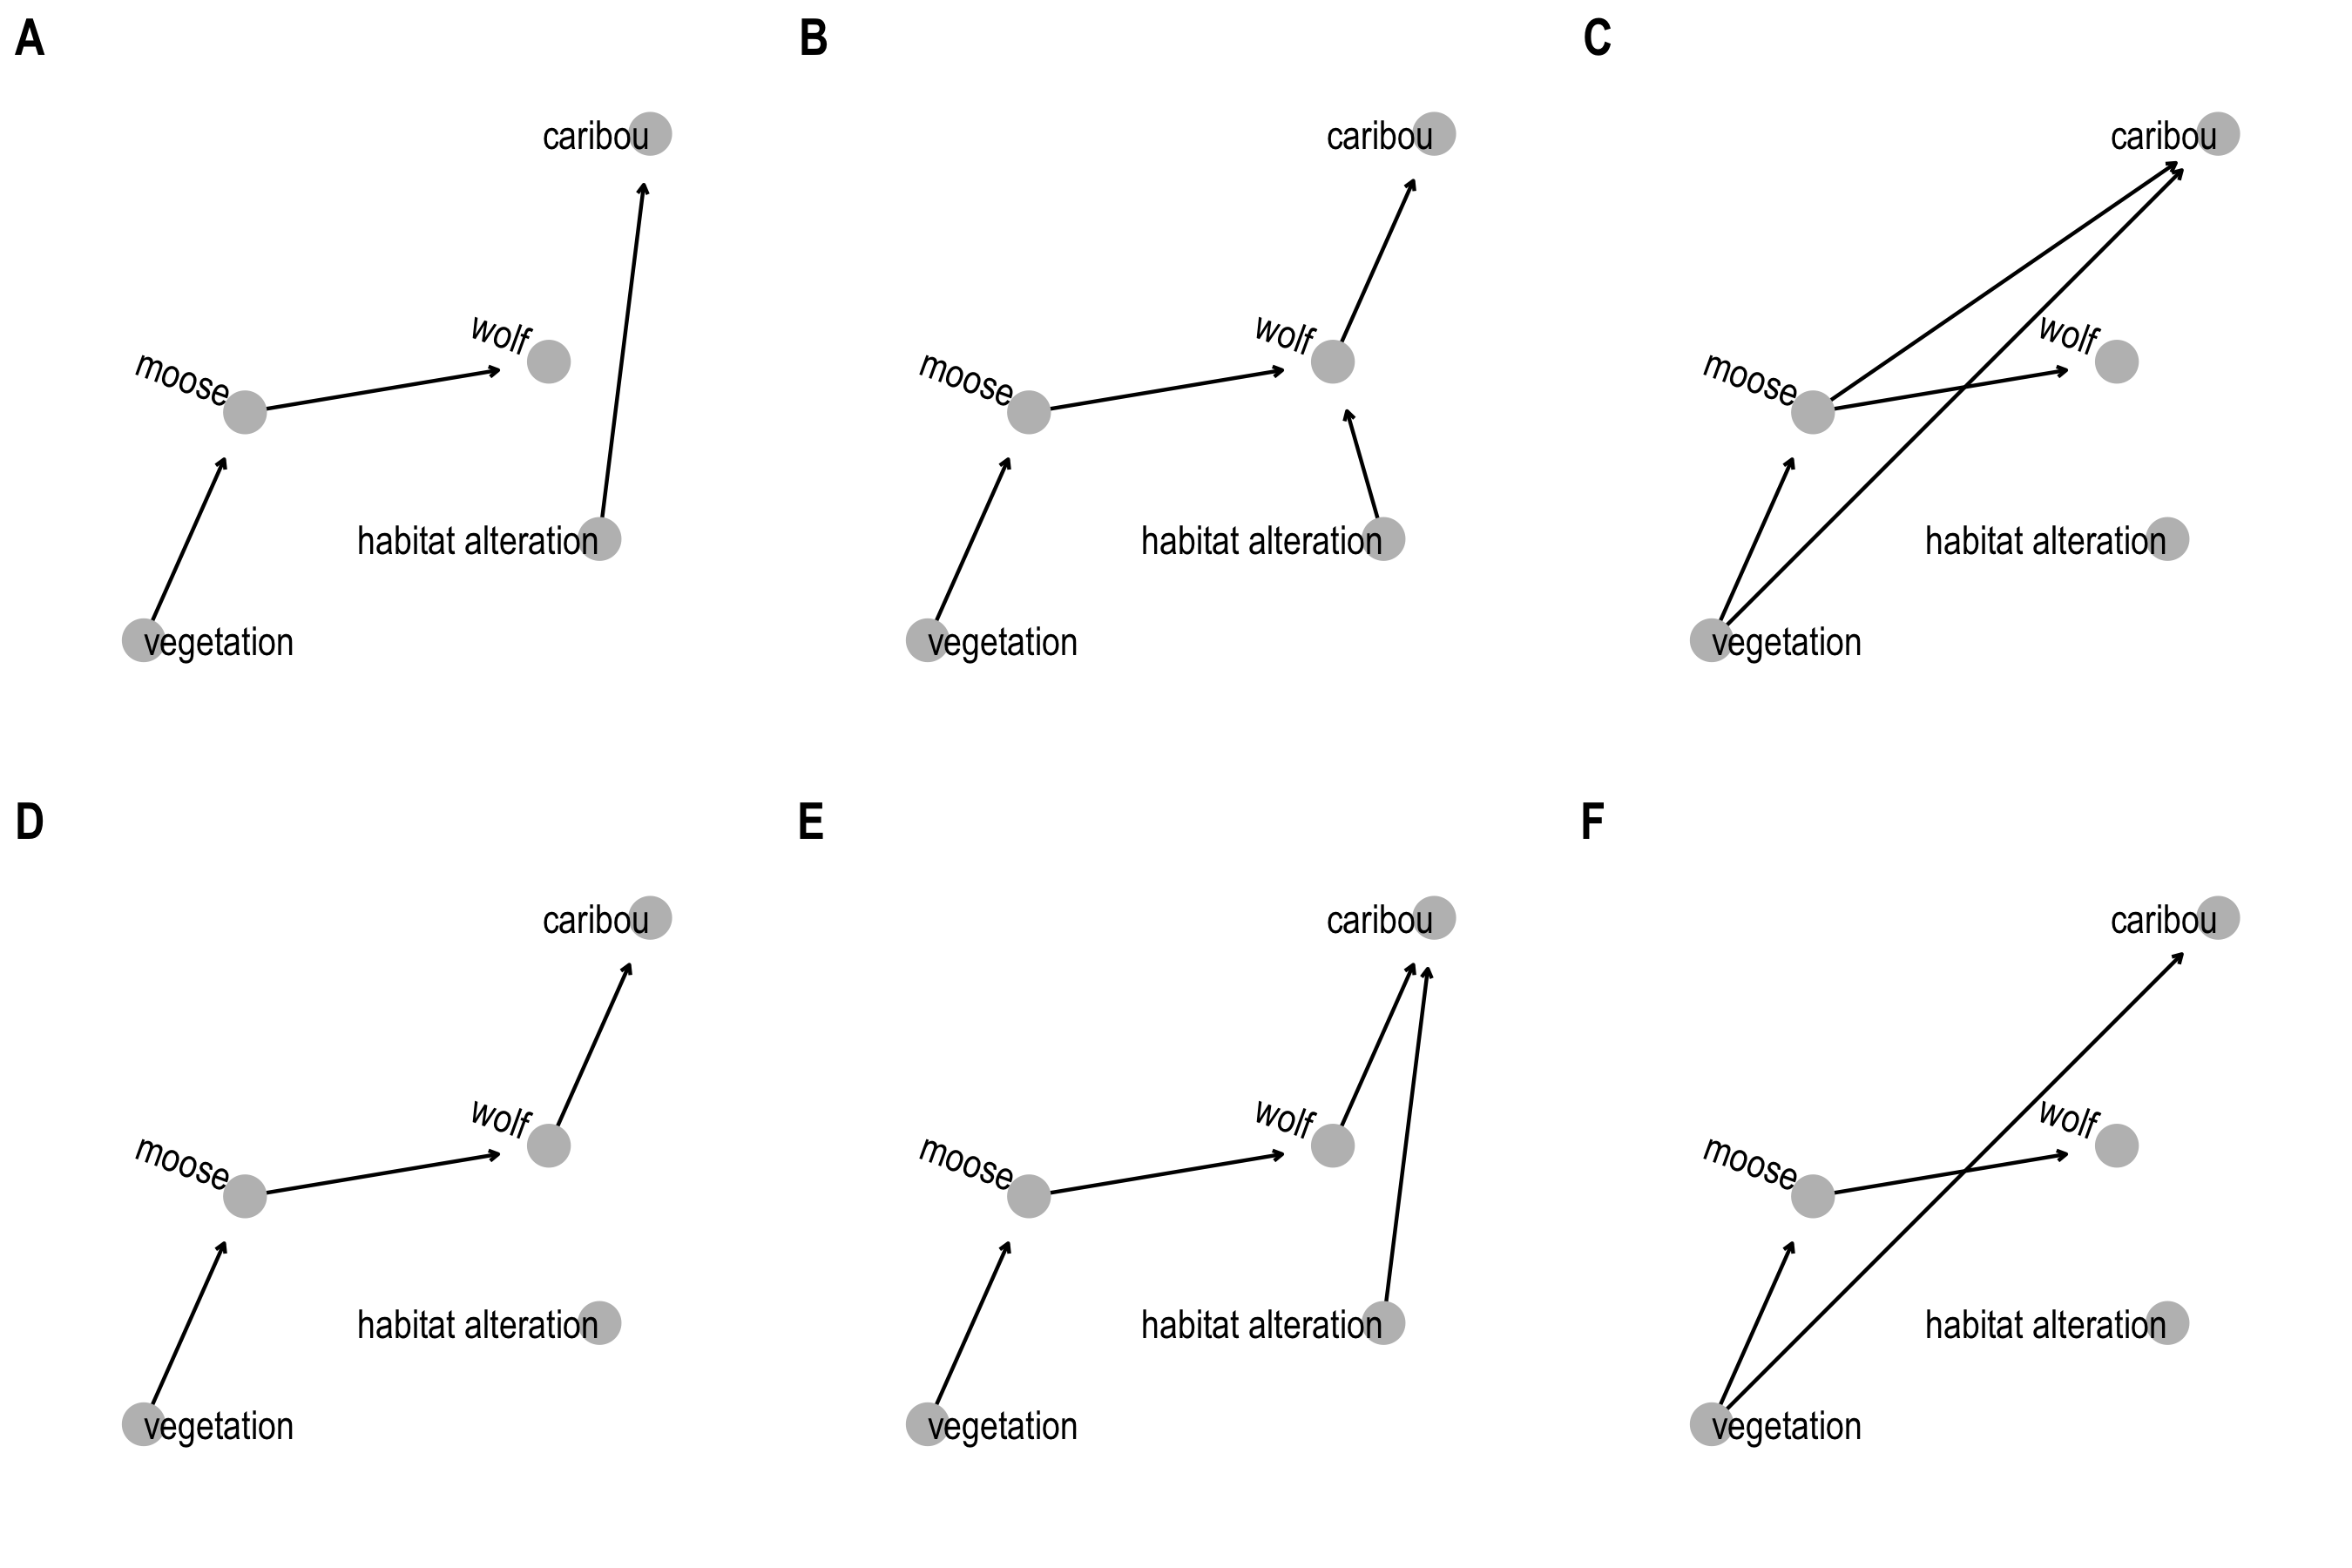 A
caribou
wolf
moose
habitat alteration
vegetation
B
caribou
wolf
moose
habitat alteration
vegetation
C
caribou
wolf
moose
habitat alteration
vegetation
D
caribou
wolf
moose
habitat alteration
vegetation
E
caribou
wolf
moose
habitat alteration
vegetation
F
caribou
wolf
moose
habitat alteration
vegetation